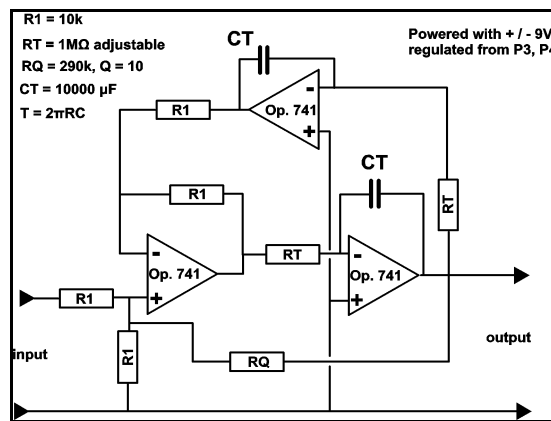 R1 = 10k
RT = 1MΩ adjustable
RQ = 290k, Q = 10
CT = 10000 µF
T = 2πRC
Powered with + / - 9V
regulated from P3, P4
CT
R1
Op. 741
-
+
R1
CT
RT
-
Op. 741
+
RT
-
Op. 741
+
R1
input
R1
RQ
output